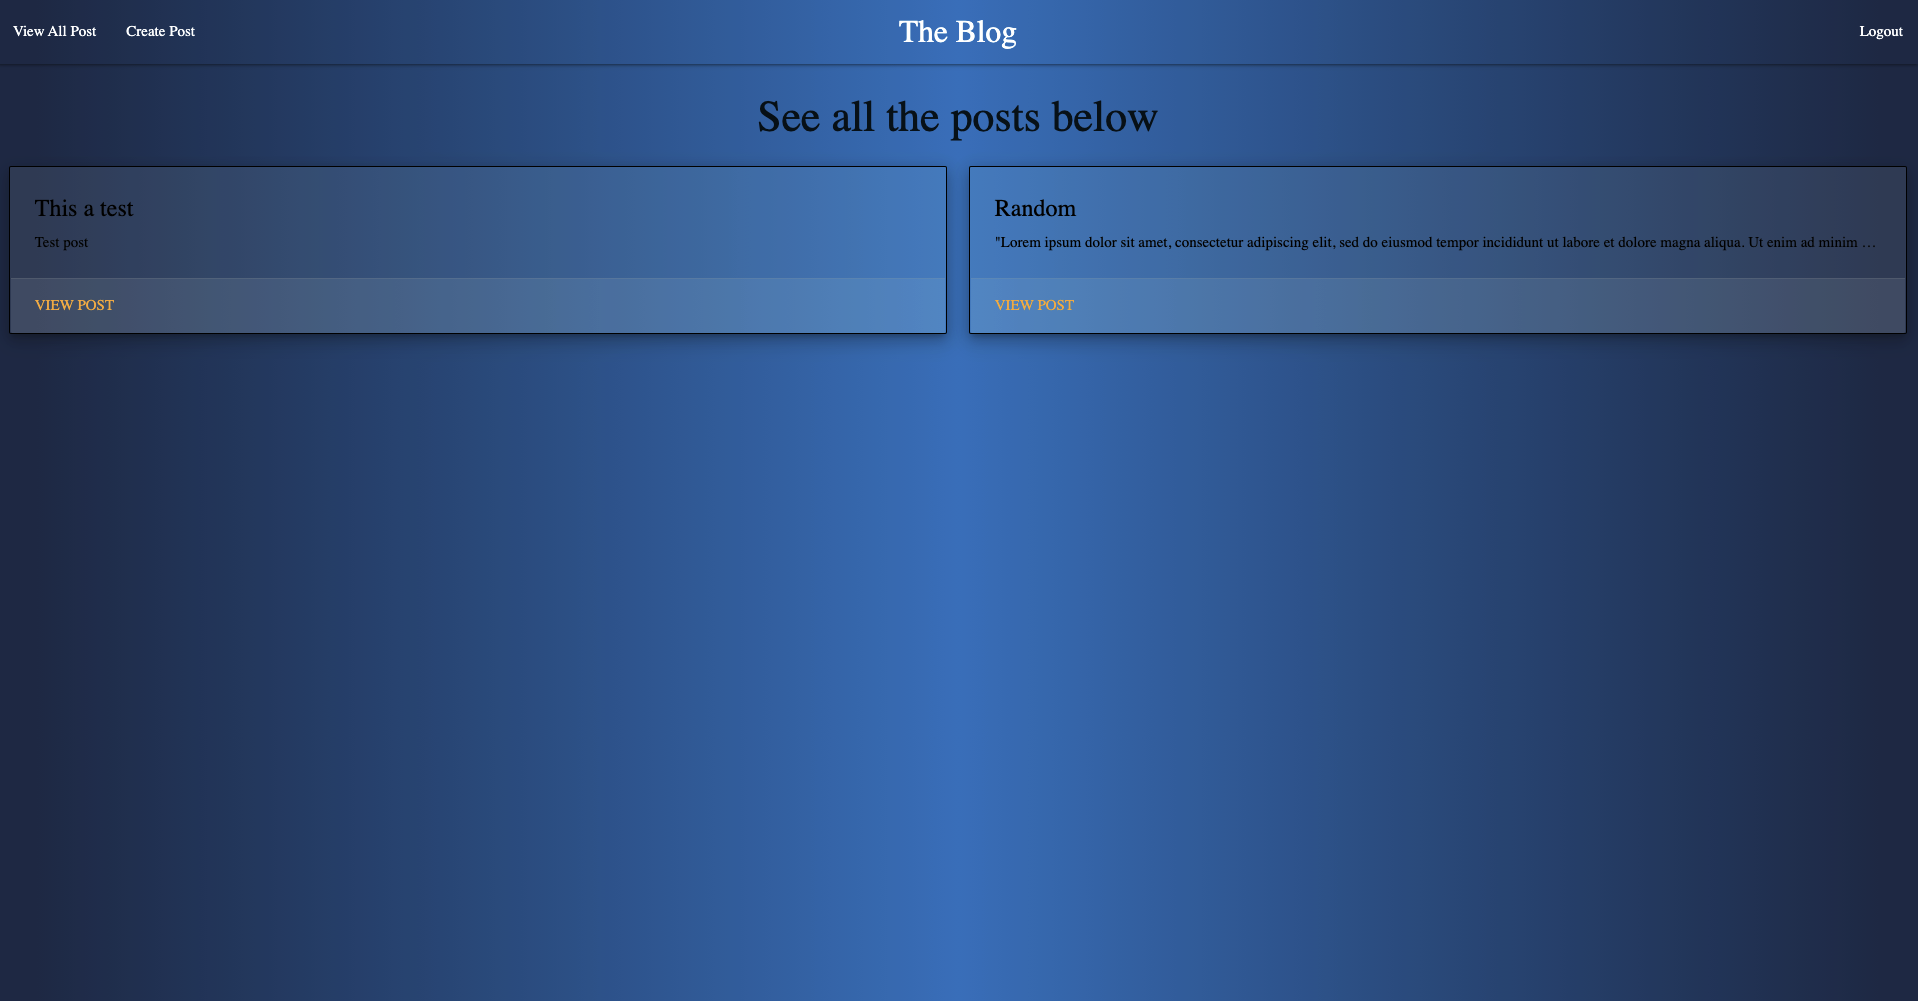 View All Post
Create Post
The Blog
Logout
See all the posts below
This a test
Test post
VIEW POST
Random
"Lorem ipsum dolor sit amet, consectetur adipiscing elit, sed do eiusmod tempor incididunt ut labore et dolore magna aliqua. Ut enim ad minim …
VIEW POST